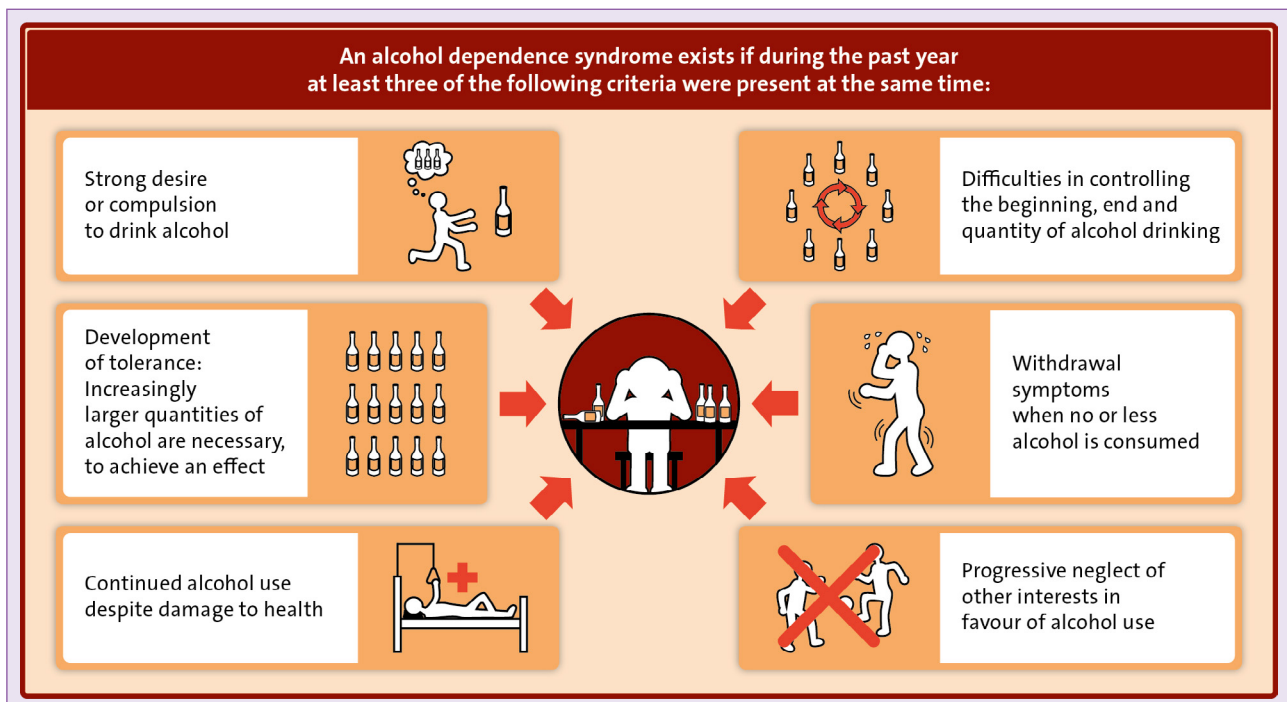 An alcohol dependence syndrome exists if during the past year
at least three of the following criteria were present at the same time:
Strong desire
or compulsion
to drink alcohol
Difficulties in controlling
the beginning, end and
quantity of alcohol drinking
Development
of tolerance:
Increasingly
larger quantities of
alcohol are necessary,
to achieve an effect
Withdrawal
symptoms
when no or less
alcohol is consumed
Continued alcohol use
despite damage to health
Progressive neglect of
other interests in
favour of alcohol use